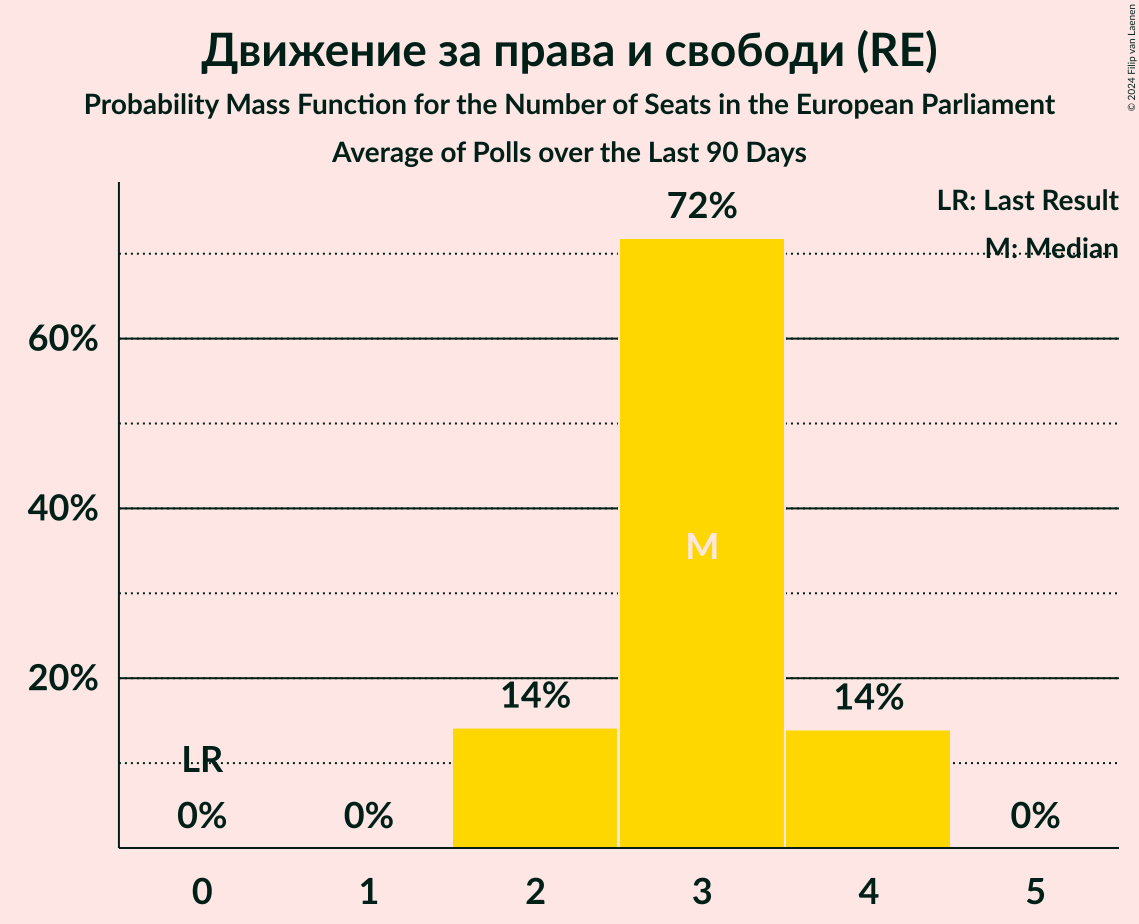 Движение за права и свободи (RE)
Probability Mass Function for the Number of Seats in the European Parliament
Average of Polls over the Last 90 Days
© 2024 Filip van Laenen
LR: Last Result
M: Median
72%
60%
40%
M
20%
14%
14%
LR
0%
0%
0%
0 1 2 3 4 5